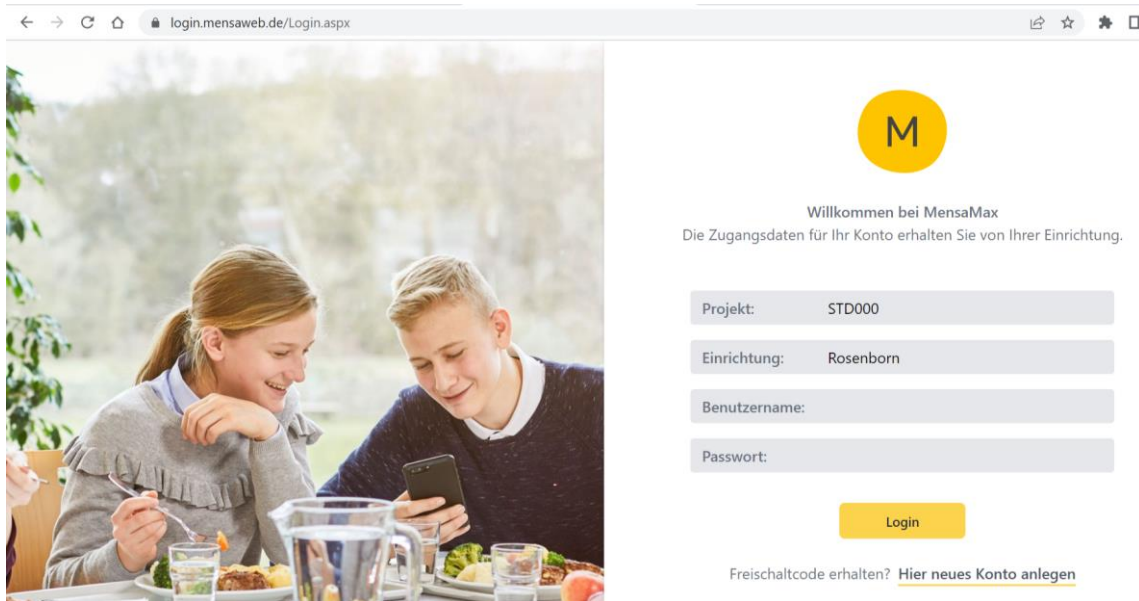 login.mensaweb.de/Login.aspx
M
Willkommen bei MensaMax
Die Zugangsdaten für Ihr Konto erhalten Sie von Ihrer Einrichtung.
Projekt: STD000
Einrichtung: Rosenborn
Benutzername:
Passwort:
Login
Freischaltcode erhalten? Hier neues Konto anlegen